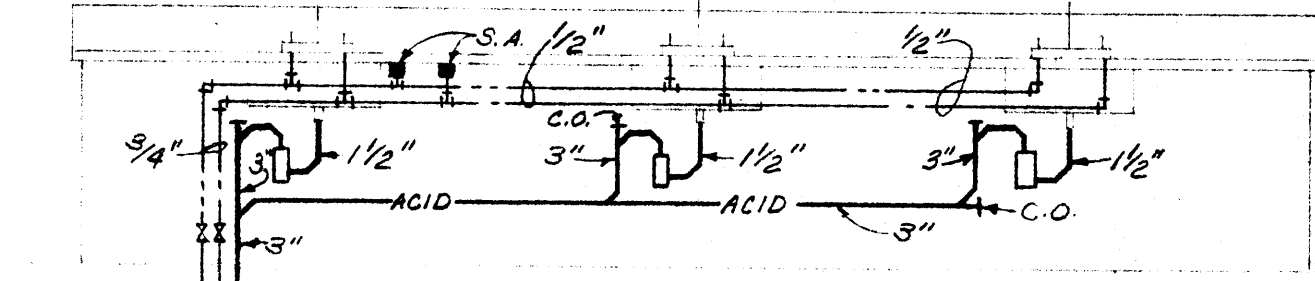 S.A.
1/2"
1/2"
C.O.
3/4"
3"
1 1/2"
3"
1 1/2"
3"
1 1/2"
ACID
ACID
C.O.
3"
3"